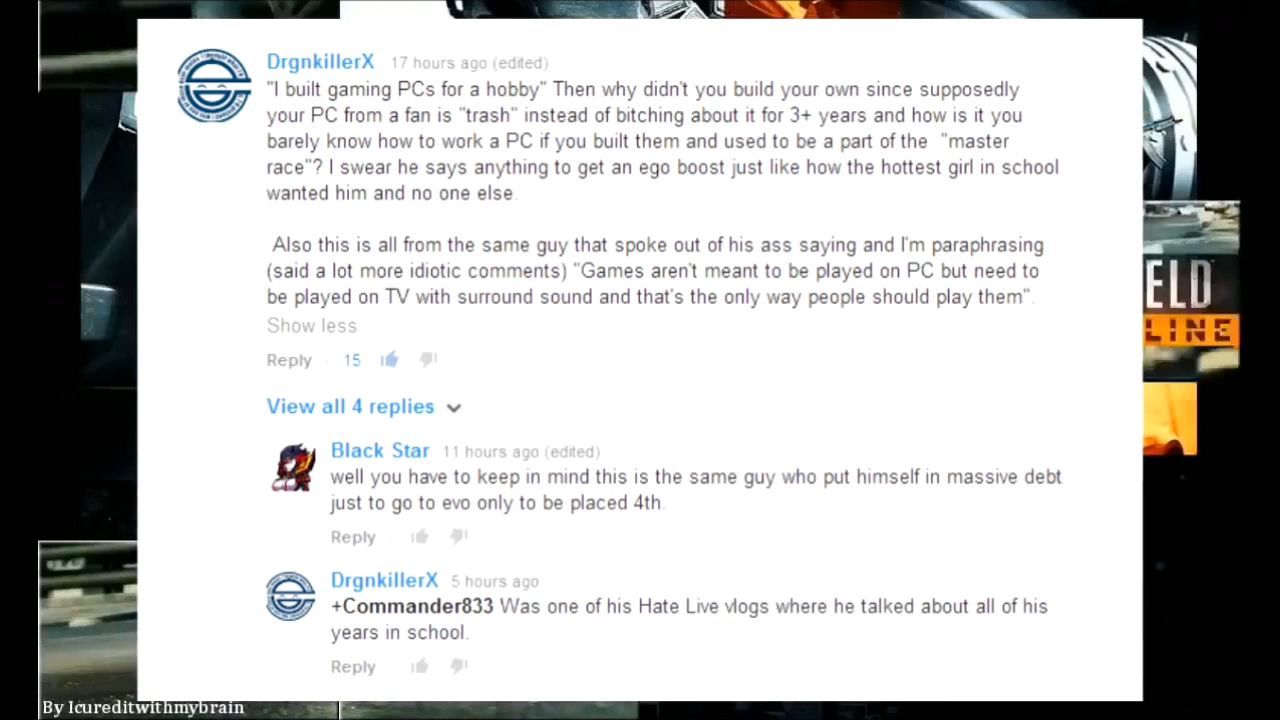 DrgnkillerX 17 hours ago (edited)
"I built gaming PCs for a hobby" Then why didn't you build your own since supposedly
your PC from a fan is "trash" instead of bitching about it for 3+ years and how is it you
barely know how to work a PC if you built them and used to be a part of the "master
race"? I swear he says anything to get an ego boost just like how the hottest girl in school
wanted him and no one else.
Also this is all from the same guy that spoke out of his ass saying and I'm paraphrasing
(said a lot more idiotic comments) "Games aren't meant to be played on PC but need to
be played on TV with surround sound and that's the only way people should play them".
Show less
Reply · 15
View all 4 replies
Black Star 11 hours ago (edited)
well you have to keep in mind this is the same guy who put himself in massive debt
just to go to evo only to be placed 4th.
Reply
DrgnkillerX 5 hours ago
+Commander833 Was one of his Hate Live vlogs where he talked about all of his
years in school.
Reply
ELD
LINE
By Icureditwithmybrain